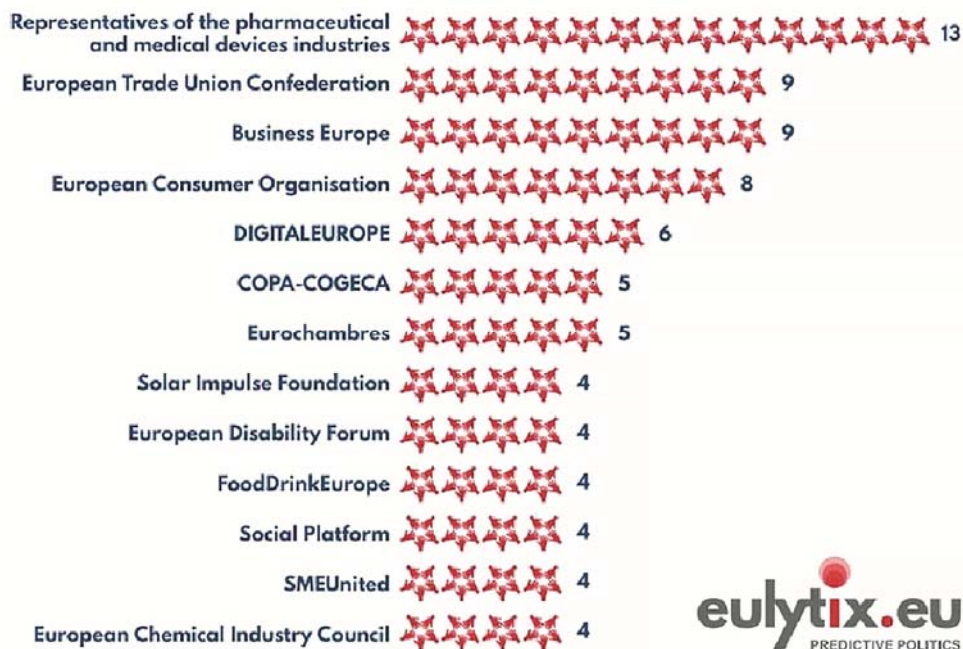 Representatives of the pharmaceutical
and medical devices industries 13
European Trade Union Confederation 9
Business Europe 9
European Consumer Organisation 8
DIGITALEUROPE 6
COPA-COGECA 5
Eurochambres 5
Solar Impulse Foundation 4
European Disability Forum 4
FoodDrinkEurope 4
Social Platform 4
SMEUnited 4
European Chemical Industry Council 4
eulytix.eu
PREDICTIVE POLITICS